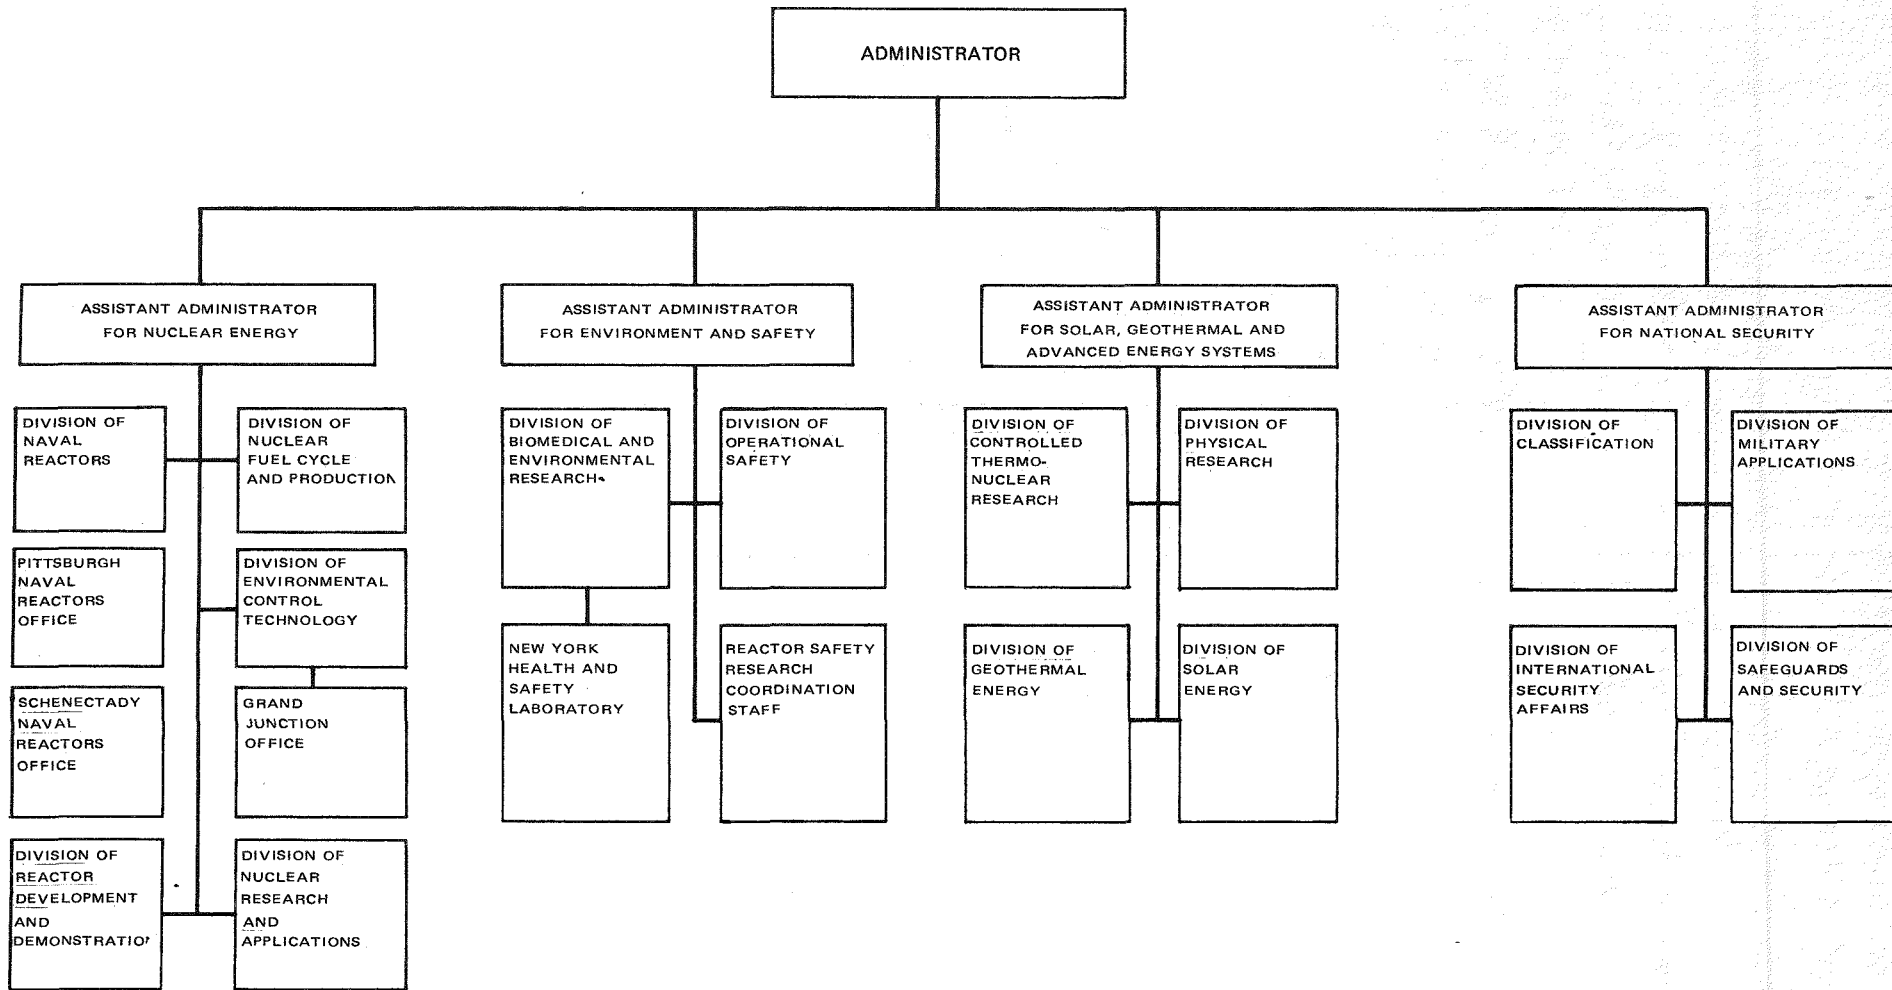 ADMINISTRATOR
ASSISTANT ADMINISTRATOR
FOR NUCLEAR ENERGY
ASSISTANT ADMINISTRATOR
FOR ENVIRONMENT AND SAFETY
ASSISTANT ADMINISTRATOR
FOR SOLAR, GEOTHERMAL AND
ADVANCED ENERGY SYSTEMS
ASSISTANT ADMINISTRATOR
FOR NATIONAL SECURITY
DIVISION OF
NAVAL
REACTORS
DIVISION OF
NUCLEAR
FUEL CYCLE
AND PRODUCTION
PITTSBURGH
NAVAL
REACTORS
OFFICE
DIVISION OF
ENVIRONMENTAL
CONTROL
TECHNOLOGY
SCHENECTADY
NAVAL
REACTORS
OFFICE
GRAND
JUNCTION
OFFICE
DIVISION OF
REACTOR
DEVELOPMENT
AND
DEMONSTRATION
DIVISION OF
NUCLEAR
RESEARCH
AND
APPLICATIONS
DIVISION OF
BIOMEDICAL AND
ENVIRONMENTAL
RESEARCH
DIVISION OF
OPERATIONAL
SAFETY
NEW YORK
HEALTH AND
SAFETY
LABORATORY
REACTOR SAFETY
RESEARCH
COORDINATION
STAFF
DIVISION OF
CONTROLLED
THERMO-
NUCLEAR
RESEARCH
DIVISION OF
PHYSICAL
RESEARCH
DIVISION OF
GEOTHERMAL
ENERGY
DIVISION OF
SOLAR
ENERGY
DIVISION OF
CLASSIFICATION
DIVISION OF
MILITARY
APPLICATIONS
DIVISION OF
INTERNATIONAL
SECURITY
AFFAIRS
DIVISION OF
SAFEGUARDS
AND SECURITY